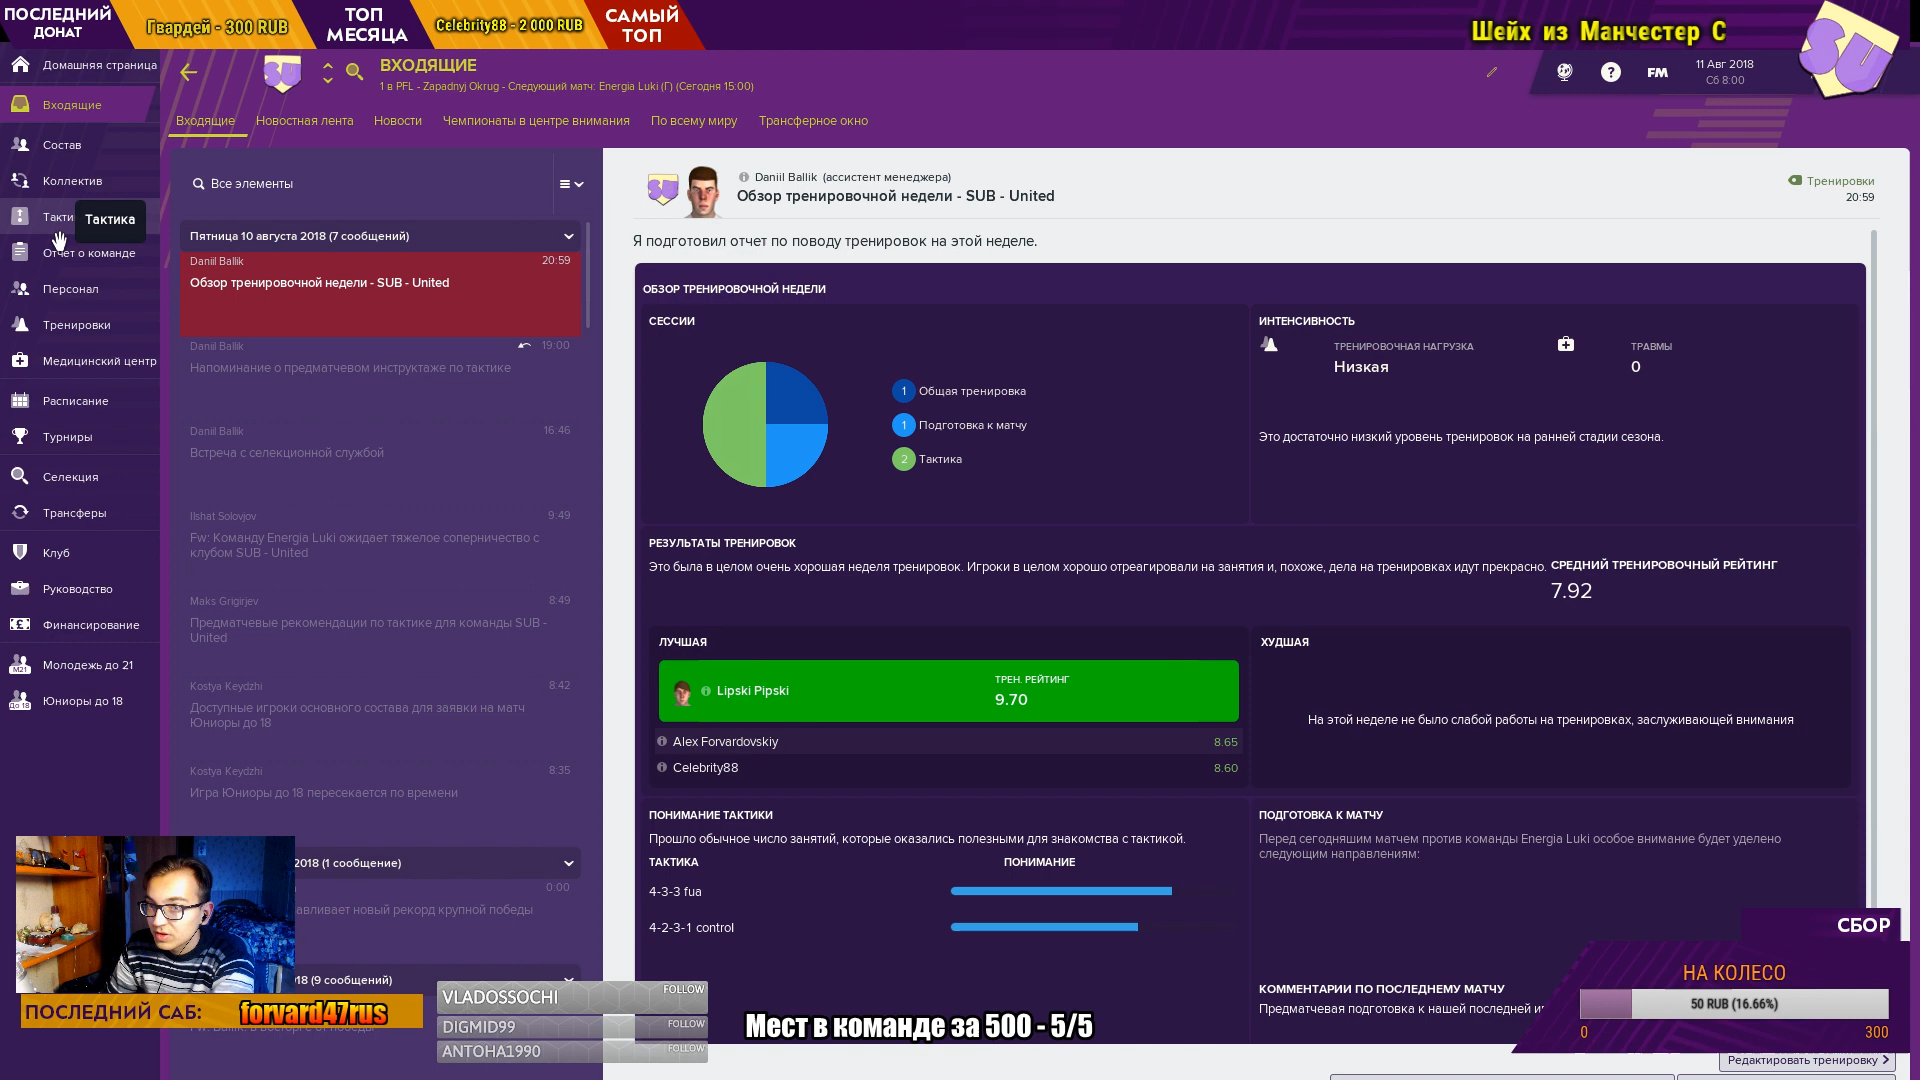 ПОСЛЕДНИЙ
ДОНАТ
Гвардей - 300 RUB
ТОП
МЕСЯЦА
Celebrity88 - 2 000 RUB
САМЫЙ
ТОП
Шейх из Манчестер С
SU
Домашняя страница
Входящие
Состав
Коллектив
Такти
Тактика
Отчет о команде
Персонал
Тренировки
Медицинский центр
Расписание
Турниры
Селекция
Трансферы
Клуб
Руководство
Финансирование
Молодежь до 21
Юниоры до 18
ВХОДЯЩИЕ
1 в PFL - Zapadnyj Okrug - Следующий матч: Energia Luki (Г) (Сегодня 15:00)
?
FM
11 Авг 2018
Сб 8:00
Входящие
Новостная лента
Новости
Чемпионаты в центре внимания
По всему миру
Трансферное окно
Все элементы
Пятница 10 августа 2018 (7 сообщений)
Daniil Ballik 20:59
Обзор тренировочной недели - SUB - United
Daniil Ballik 19:00
Напоминание о предматчевом инструктаже по тактике
Daniil Ballik 16:46
Встреча с селекционной службой
Ilshat Solovjov 9:49
Fw: Команду Energia Luki ожидает тяжелое соперничество с
клубом SUB - United
Maks Grigirjev 8:49
Предматчевые рекомендации по тактике для команды SUB -
United
Kostya Keydzhi 8:42
Доступные игроки основного состава для заявки на матч
Юниоры до 18
Kostya Keydzhi 8:35
Игра Юниоры до 18 пересекается по времени
2018 (1 сообщение)
0:00
авливает новый рекорд крупной победы
18 (9 сообщений)
Daniil Ballik (ассистент менеджера)
Обзор тренировочной недели - SUB - United
Тренировки
20:59
Я подготовил отчет по поводу тренировок на этой неделе.
ОБЗОР ТРЕНИРОВОЧНОЙ НЕДЕЛИ
СЕССИИ
1 Общая тренировка
1 Подготовка к матчу
2 Тактика
ИНТЕНСИВНОСТЬ
ТРЕНИРОВОЧНАЯ НАГРУЗКА
Низкая
ТРАВМЫ
0
Это достаточно низкий уровень тренировок на ранней стадии сезона.
РЕЗУЛЬТАТЫ ТРЕНИРОВОК
Это была в целом очень хорошая неделя тренировок. Игроки в целом хорошо отреагировали на занятия и, похоже, дела на тренировках идут прекрасно.
СРЕДНИЙ ТРЕНИРОВОЧНЫЙ РЕЙТИНГ
7.92
ЛУЧШАЯ
Lipski Pipski
ТРЕН. РЕЙТИНГ
9.70
Alex Forvardovskiy 8.65
Celebrity88 8.60
ХУДШАЯ
На этой неделе не было слабой работы на тренировках, заслуживающей внимания
ПОНИМАНИЕ ТАКТИКИ
Прошло обычное число занятий, которые оказались полезными для знакомства с тактикой.
ТАКТИКА ПОНИМАНИЕ
4-3-3 fua
4-2-3-1 control
ПОДГОТОВКА К МАТЧУ
Перед сегодняшим матчем против команды Energia Luki особое внимание будет уделено
следующим направлениям:
КОММЕНТАРИИ ПО ПОСЛЕДНЕМУ МАТЧУ
Предматчевая подготовка к нашей последней и
Редактировать тренировку
СБОР
НА КОЛЕСО
50 RUB (16.66%)
0 300
ПОСЛЕДНИЙ САБ: forvard47rus
VLADOSSOCHI FOLLOW
DIGMID99 FOLLOW
ANTOHA1990 FOLLOW
Мест в команде за 500 - 5/5